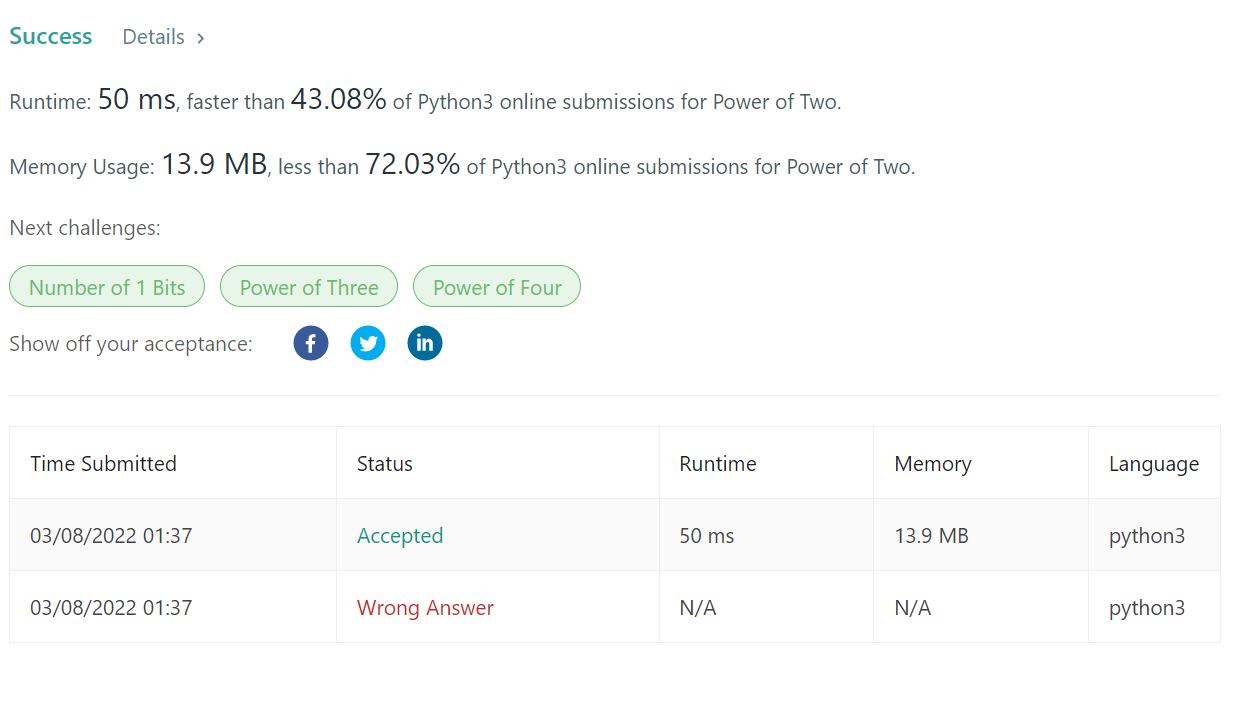 Success Details >
Runtime: 50 ms, faster than 43.08% of Python3 online submissions for Power of Two.
Memory Usage: 13.9 MB, less than 72.03% of Python3 online submissions for Power of Two.
Next challenges:
Number of 1 Bits Power of Three Power of Four
Show off your acceptance: f in
Time Submitted Status Runtime Memory Language
03/08/2022 01:37 Accepted 50 ms 13.9 MB python3
03/08/2022 01:37 Wrong Answer N/A N/A python3